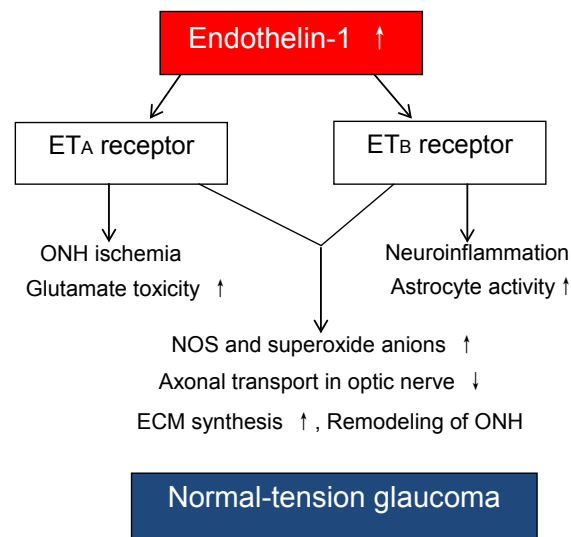 Endothelin-1 ↑
ETA receptor
ETB receptor
ONH ischemia
Glutamate toxicity ↑
Neuroinflammation
Astrocyte activity ↑
NOS and superoxide anions ↑
Axonal transport in optic nerve ↓
ECM synthesis ↑ , Remodeling of ONH
Normal-tension glaucoma